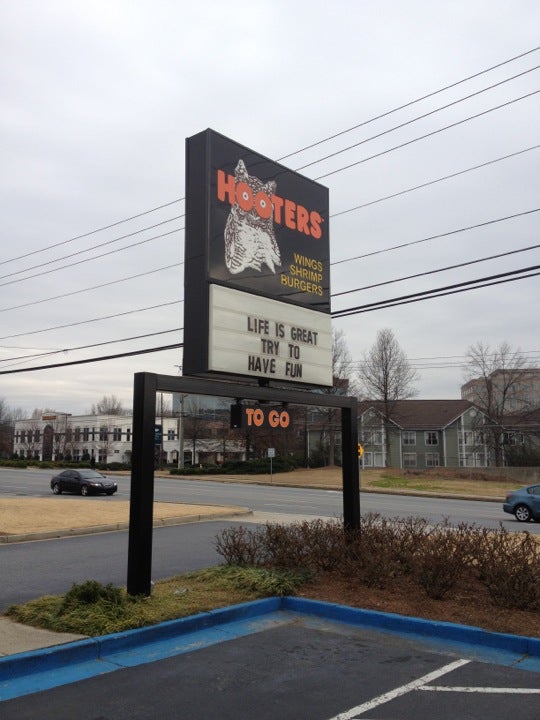 HOOTERS
WINGS
SHRIMP
BURGERS
LIFE IS GREAT
TRY TO
HAVE FUN
TO GO